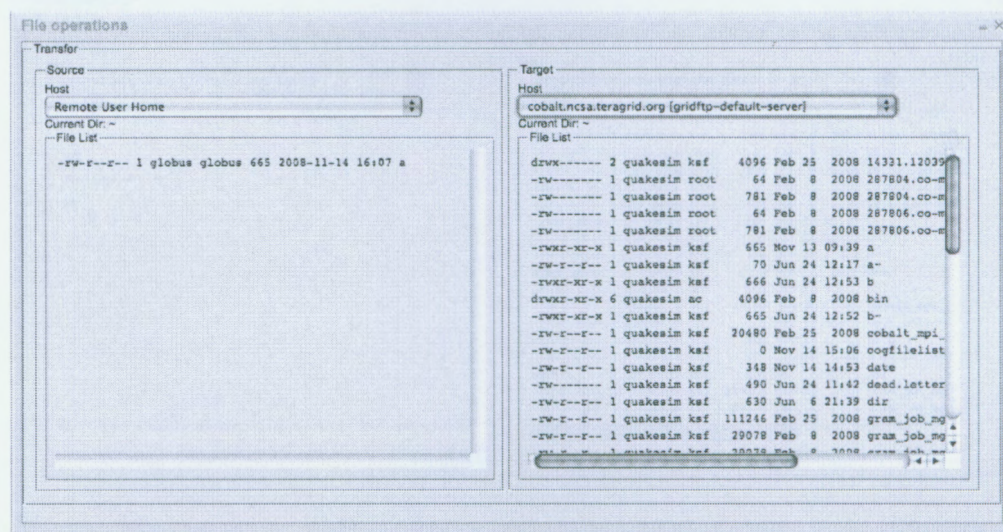 File operations
Transfer
Source
Host
Remote User Home
Current Dir: ~
File List
-rw-r--r-- 1 globus globus 665 2008-11-14 16:07 a
Target
Host
cobalt.ncsa.teragrid.org [gridftp-default-server]
Current Dir: ~
File List
drwx------ 2 quakesim ksf 4096 Feb 25 2008 14331.12039
-rw------- 1 quakesim root 64 Feb 8 2008 287804.co-m
-rw------- 1 quakesim root 781 Feb 8 2008 287804.co-m
-rw------- 1 quakesim root 64 Feb 8 2008 287806.co-m
-rw------- 1 quakesim root 781 Feb 8 2008 287806.co-m
-rwxr-xr-x 1 quakesim ksf 665 Nov 13 09:39 a
-rw-r--r-- 1 quakesim ksf 70 Jun 24 12:17 a~
-rw-r--r-- 1 quakesim ksf 666 Jun 24 12:53 b
drwxr-xr-x 6 quakesim ac 4096 Feb 8 2008 bin
-rwxr-xr-x 1 quakesim ksf 665 Jun 24 12:52 b~
-rw-r--r-- 1 quakesim ksf 20480 Feb 25 2008 cobalt_mpi_
-rw-r--r-- 1 quakesim ksf 0 Nov 14 15:06 cogfilelist
-rw-r--r-- 1 quakesim ksf 348 Nov 14 14:53 date
-rw------- 1 quakesim ksf 490 Jun 24 11:42 dead.letter
-rw-r--r-- 1 quakesim ksf 630 Jun 6 21:39 dir
-rw-r--r-- 1 quakesim ksf 111246 Feb 25 2008 gram_job_mg
-rw-r--r-- 1 quakesim ksf 29078 Feb 8 2008 gram_job_mg
-rw-r--r-- 1 quakesim ksf 29078 Feb 8 2008 gram_job_mg